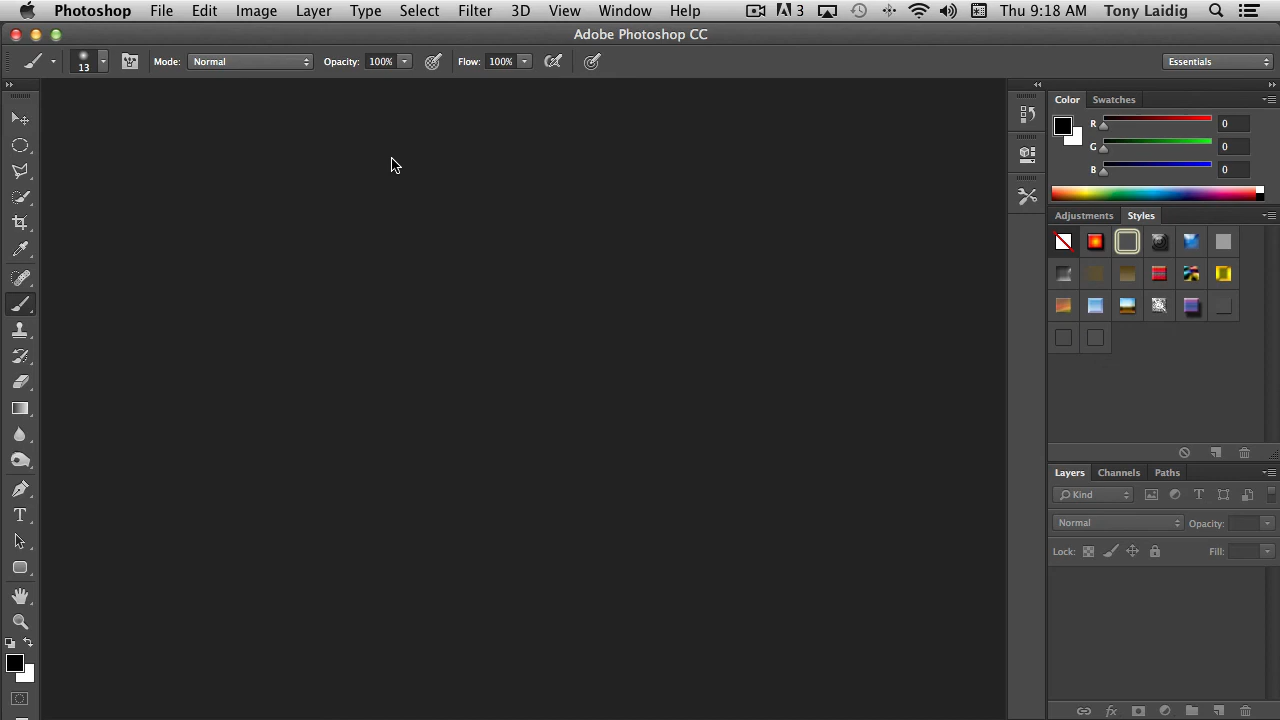 Photoshop File Edit Image Layer Type Select Filter 3D View Window Help 3 Thu 9:18 AM Tony Laidig
Adobe Photoshop CC
13 Mode: Normal Opacity: 100% Flow: 100% Essentials
Color Swatches
R 0
G 0
B 0
Adjustments Styles
Layers Channels Paths
Kind T
Normal Opacity:
Lock: Fill:
T
fx